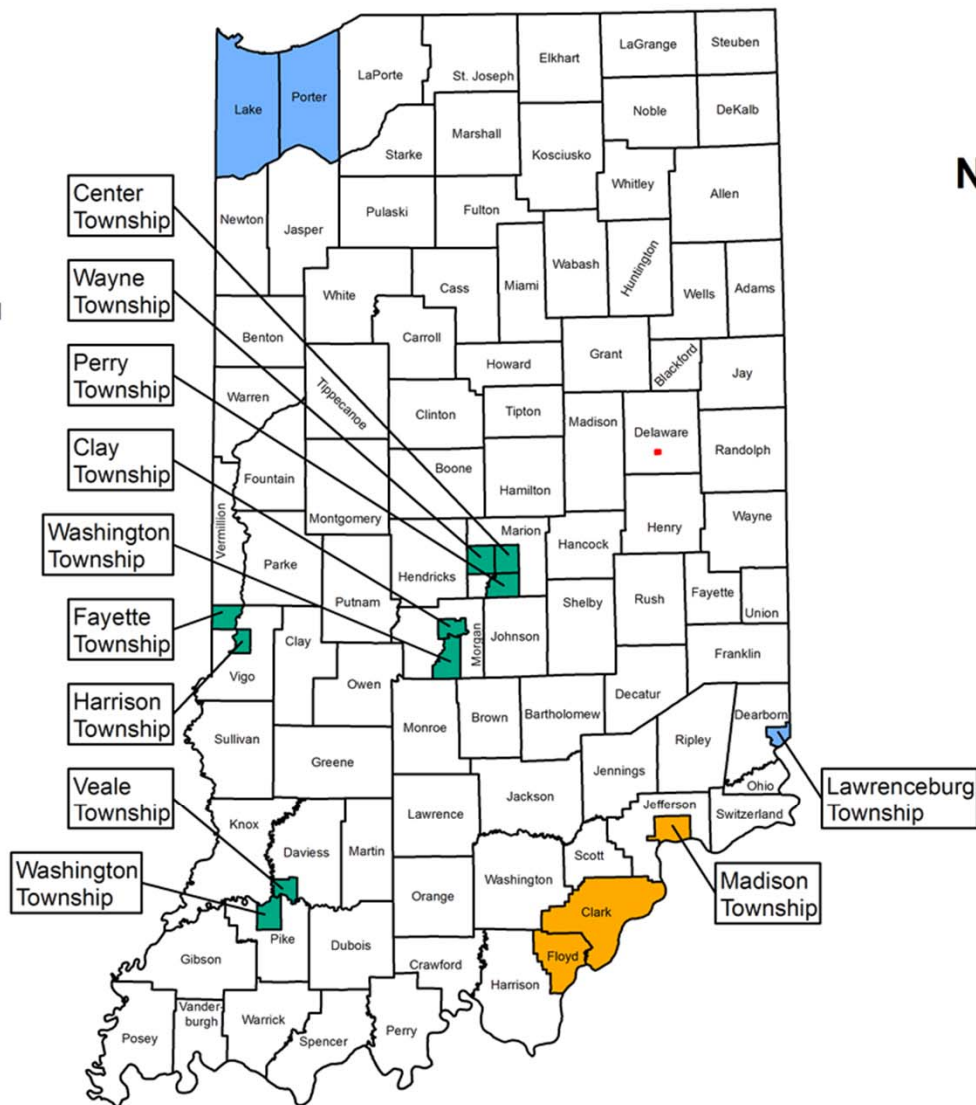 LaGrange
Steuben
Elkhart
St. Joseph
LaPorte
Porter
Lake
Noble
DeKalb
Marshall
Starke
Kosciusko
Whitley
Allen
N
Center
Township
Newton
Jasper
Pulaski
Fulton
Wabash
Huntington
Miami
Cass
White
Wells
Adams
Wayne
Township
Benton
Carroll
Grant
Blackford
Howard
Jay
Perry
Township
Warren
Tippecanoe
Clinton
Tipton
Madison
Delaware
Randolph
Clay
Township
Fountain
Boone
Hamilton
Montgomery
Vermillion
Marion
Henry
Wayne
Washington
Township
Parke
Hendricks
Hancock
Putnam
Shelby
Rush
Fayette
Union
Fayette
Township
Clay
Morgan
Johnson
Franklin
Vigo
Owen
Harrison
Township
Decatur
Monroe
Brown
Bartholomew
Dearborn
Sullivan
Ripley
Greene
Jennings
Ohio
Lawrenceburg
Township
Veale
Township
Knox
Lawrence
Jackson
Jefferson
Switzerland
Daviess
Martin
Scott
Washington
Township
Orange
Washington
Madison
Township
Clark
Pike
Dubois
Floyd
Gibson
Crawford
Harrison
Posey
Vander-
burgh
Warrick
Spencer
Perry